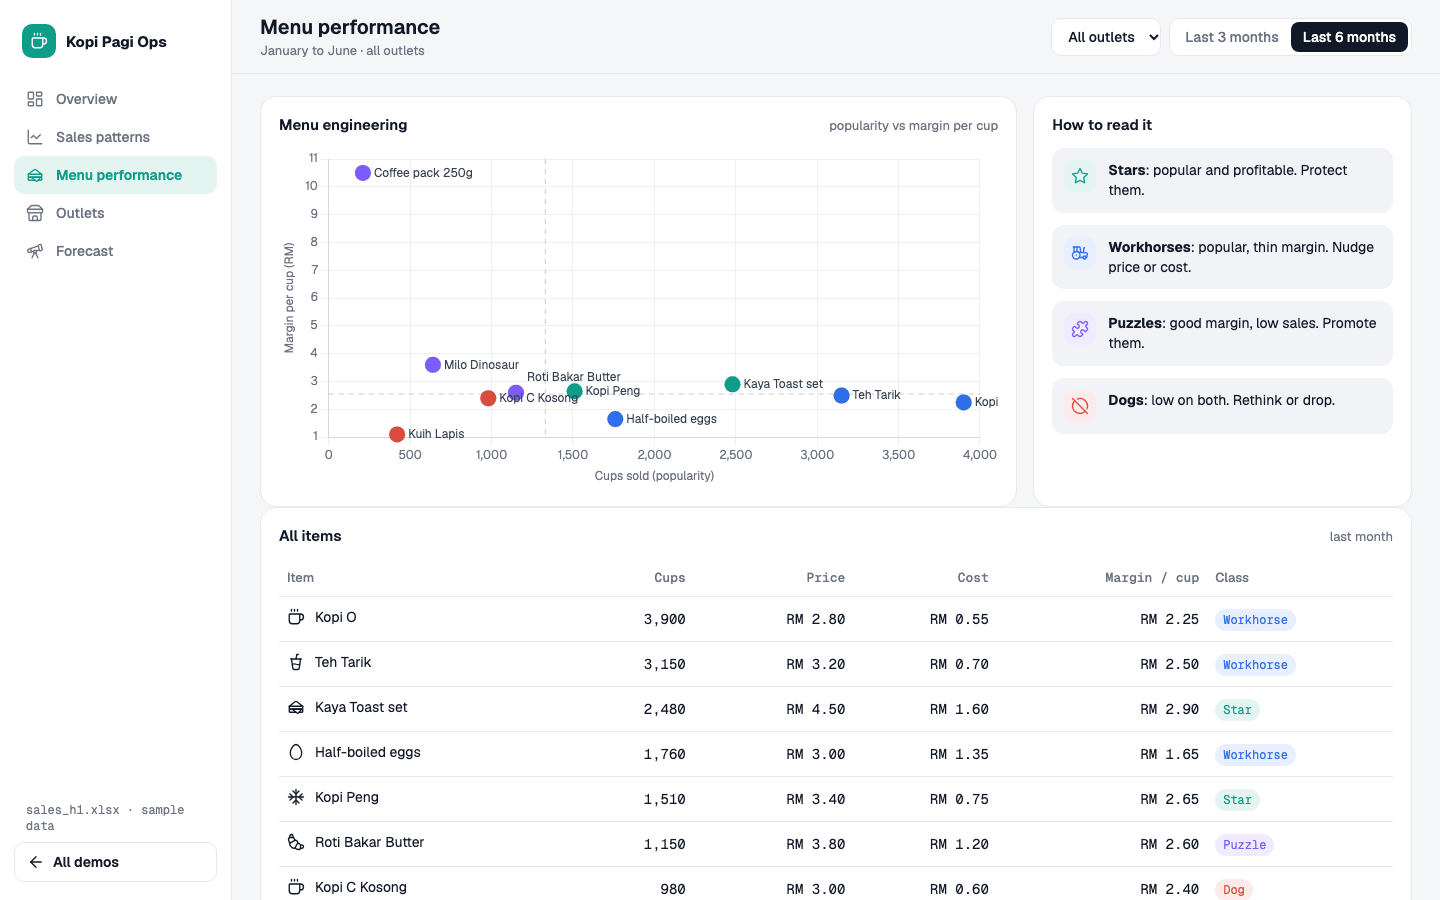 Kopi Pagi Ops
Overview
Sales patterns
Menu performance
Outlets
Forecast
sales_h1.xlsx · sample
data
All demos
Menu performance
January to June · all outlets
All outlets
Last 3 months
Last 6 months
Menu engineering
popularity vs margin per cup
11
10
9
8
7
6
5
4
3
2
1
Margin per cup (RM)
Coffee pack 250g
Milo Dinosaur
Roti Bakar Butter
Kopi Peng
Kopi C Kosong
Kaya Toast set
Teh Tarik
Kopi
Half-boiled eggs
Kuih Lapis
0
500
1,000
1,500
2,000
2,500
3,000
3,500
4,000
Cups sold (popularity)
How to read it
Stars: popular and profitable. Protect
them.
Workhorses: popular, thin margin. Nudge
price or cost.
Puzzles: good margin, low sales. Promote
them.
Dogs: low on both. Rethink or drop.
All items
last month
Item Cups Price Cost Margin / cup Class
Kopi O 3,900 RM 2.80 RM 0.55 RM 2.25 Workhorse
Teh Tarik 3,150 RM 3.20 RM 0.70 RM 2.50 Workhorse
Kaya Toast set 2,480 RM 4.50 RM 1.60 RM 2.90 Star
Half-boiled eggs 1,760 RM 3.00 RM 1.35 RM 1.65 Workhorse
Kopi Peng 1,510 RM 3.40 RM 0.75 RM 2.65 Star
Roti Bakar Butter 1,150 RM 3.80 RM 1.20 RM 2.60 Puzzle
Kopi C Kosong 980 RM 3.00 RM 0.60 RM 2.40 Dog